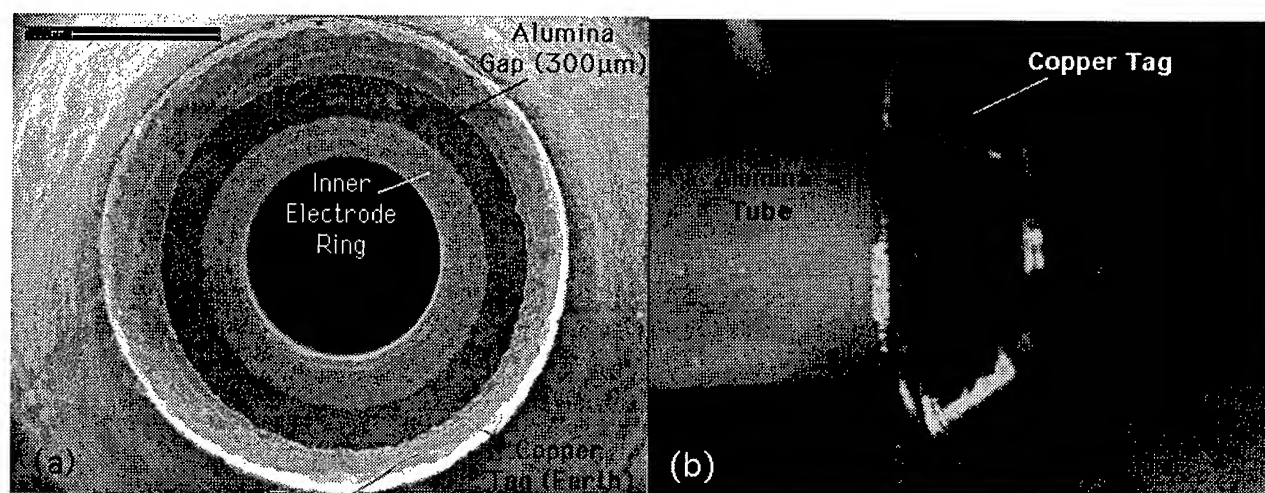 Alumina
Gap (300μm)
Inner
Electrode
Ring
Copper
Tag (Earth)
(a)
Copper Tag
Alumina
Tube
(b)